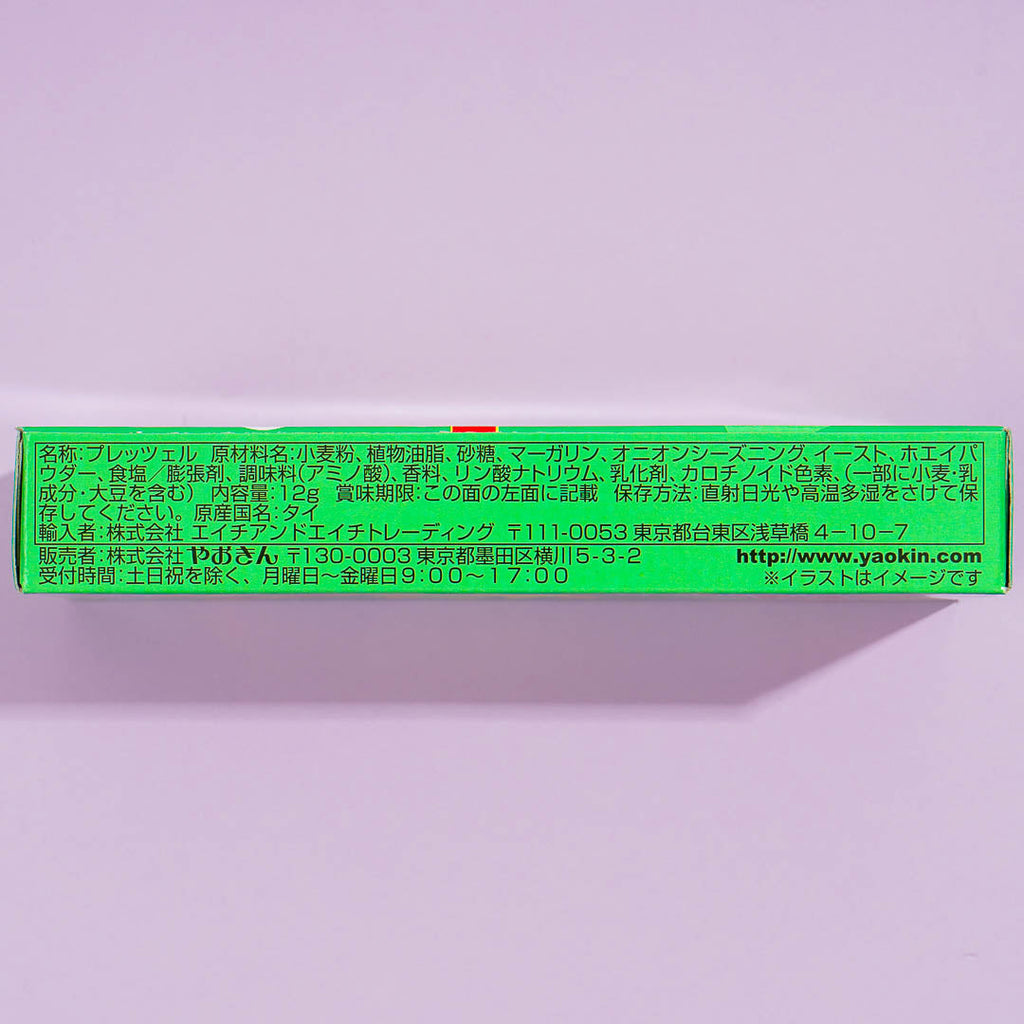 名称:プレッツェル 原材料名:小麦粉、植物油脂、砂糖、マーガリン、オニオンシーズニング、イースト、ホエイパ
ウダー、食塩／膨張剤、調味料(アミノ酸)、香料、リン酸ナトリウム、乳化剤、カロチノイド色素、(一部に小麦・乳
成分・大豆を含む) 内容量:12g 賞味期限:この面の左面に記載 保存方法:直射日光や高温多湿をさけて保
存してください。原産国名:タイ
輸入者:株式会社 エイチアンドエイチトレーディング 〒111-0053 東京都台東区浅草橋 4－10－7
販売者:株式会社 やおきん 〒130-0003 東京都墨田区横川5-3-2 http://www.yaokin.com
受付時間:土日祝を除く、月曜日～金曜日9:00～17:00 ※イラストはイメージです